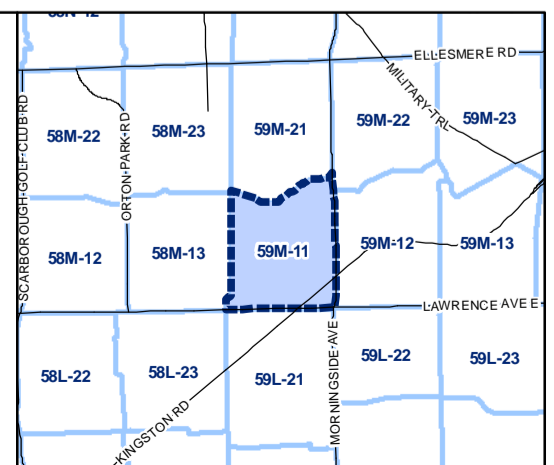 58N-12
ELLESMERE RD
MILITARY-TRL
58M-22
58M-23
59M-21
59M-22
59M-23
SCARBOROUGH-GOLF-CLUB-RD
ORTON-PARK-RD
58M-12
58M-13
59M-11
59M-12
59M-13
LAWRENCE AVE E
58L-22
58L-23
59L-21
59L-22
59L-23
MORNINGSIDE-AVE
-KINGSTON RD